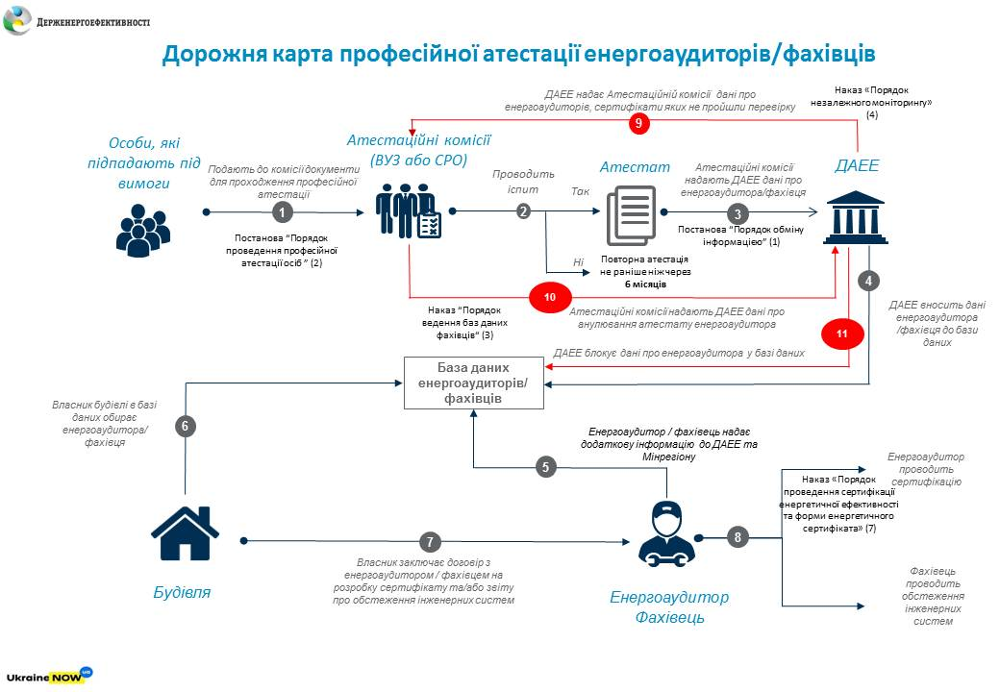 ДЕРЖЕНЕРГОЕФЕКТИВНОСТІ
Дорожня карта професійної атестації енергоаудиторів/фахівців
ДАЕЕ надає Атестаційній комісії дані про
енергоаудиторів, сертифікати яких не пройшли перевірку
9
Наказ «Порядок
незалежного моніторингу»
(4)
Особи, які
підпадають під
вимоги
Подають до комісії документи
для проходження професійної
атестації
1
Постанова “Порядок
проведення професійної
атестації осіб ” (2)
Атестаційні комісії
(ВУЗ або СРО)
Проводить
іспит
2
Так
Ні
Атестат
Повторна атестація
не раніше ніж через
6 місяців
Атестаційні комісії
надають ДАЕЕ дані про
енергоаудитора/фахівця
3
Постанова “Порядок обміну
інформацією” (1)
ДАЕЕ
4
ДАЕЕ вносить дані
енергоаудитора
/фахівця до бази
даних
10
Наказ “Порядок
ведення баз даних
фахівців“ (3)
Атестаційні комісії надають ДАЕЕ дані про
анулювання атестату енергоаудитора
11
ДАЕЕ блокує дані про енергоаудитора у базі даних
База даних
енергоаудиторів/
фахівців
Власник будівлі в базі
даних обирає
енергоаудитора/
фахівця
6
Енергоаудитор / фахівець надає
додаткову інформацію до ДАЕЕ та
Мінрегіону
5
Будівля
7
Власник заключає договір з
енергоаудитором / фахівцем на
розробку сертифікату та/або звіту
про обстеження інженерних систем
Енергоаудитор
Фахівець
8
Наказ «Порядок
проведення сертифікації
енергетичної ефективності
та форми енергетичного
сертифіката» (7)
Енергоаудитор
проводить
сертифікацію
Фахівець
проводить
обстеження
інженерних
систем
Ukraine NOW UA